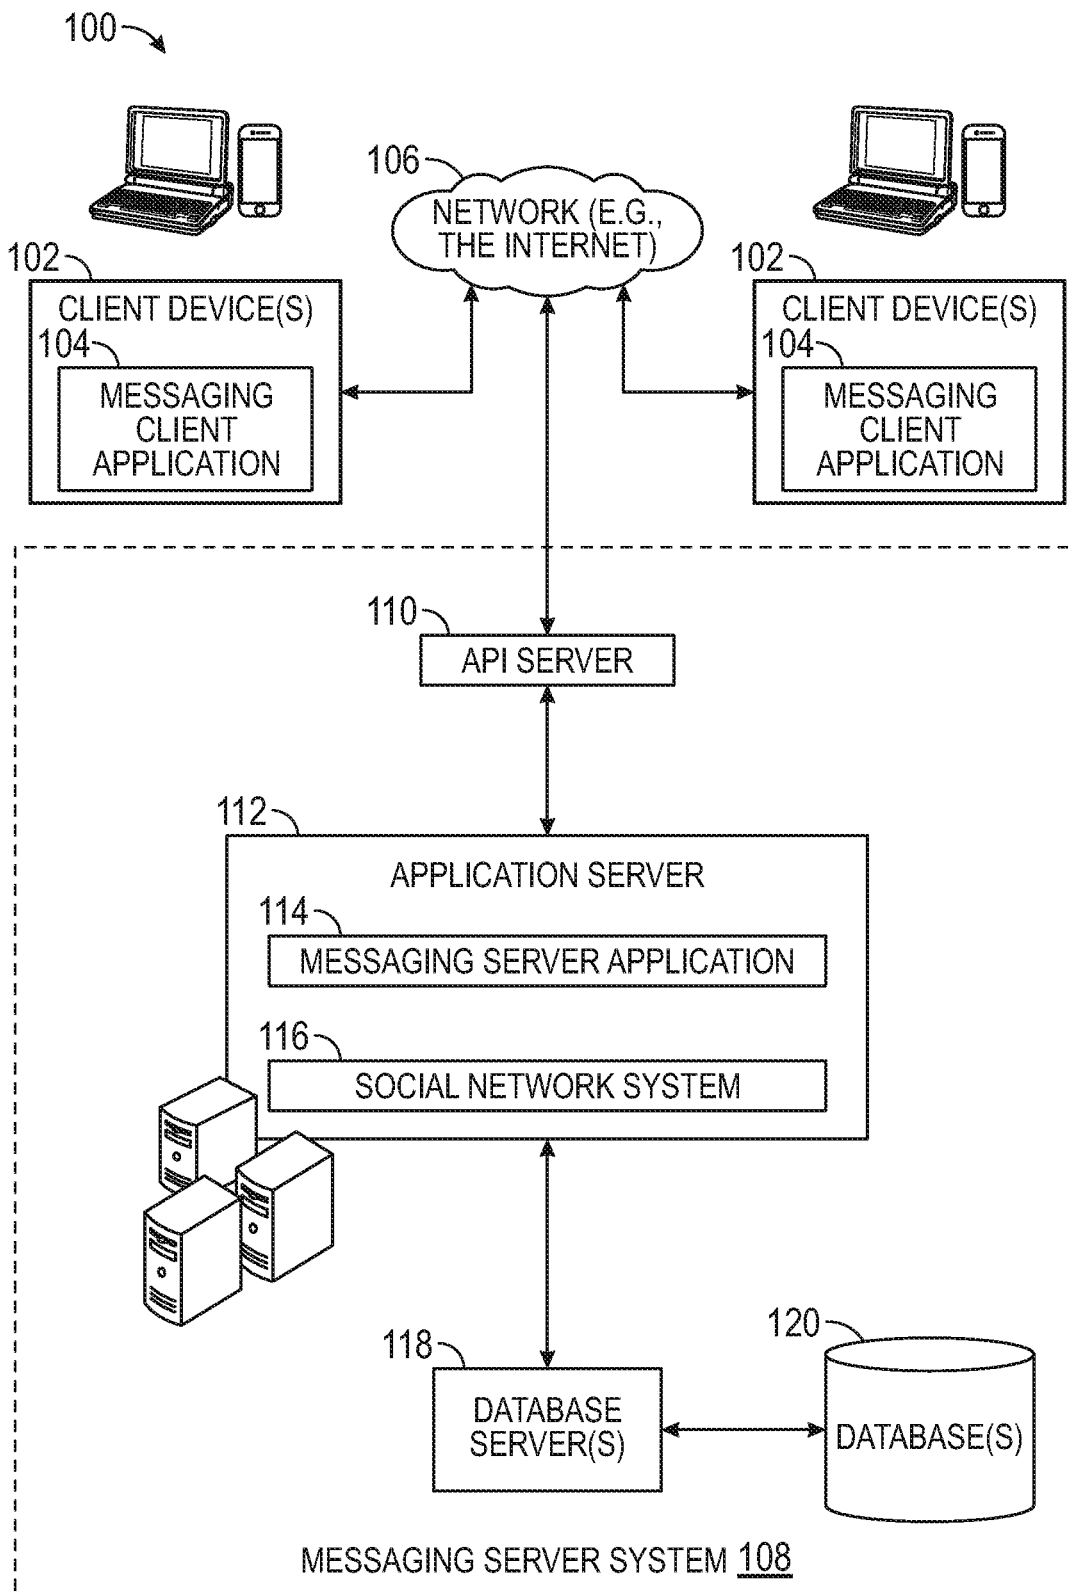 100
106
NETWORK (E.G.,
THE INTERNET)
102
CLIENT DEVICE(S)
104
MESSAGING
CLIENT
APPLICATION
102
CLIENT DEVICE(S)
104
MESSAGING
CLIENT
APPLICATION
110
API SERVER
112
APPLICATION SERVER
114
MESSAGING SERVER APPLICATION
116
SOCIAL NETWORK SYSTEM
118
DATABASE
SERVER(S)
120
DATABASE(S)
MESSAGING SERVER SYSTEM 108